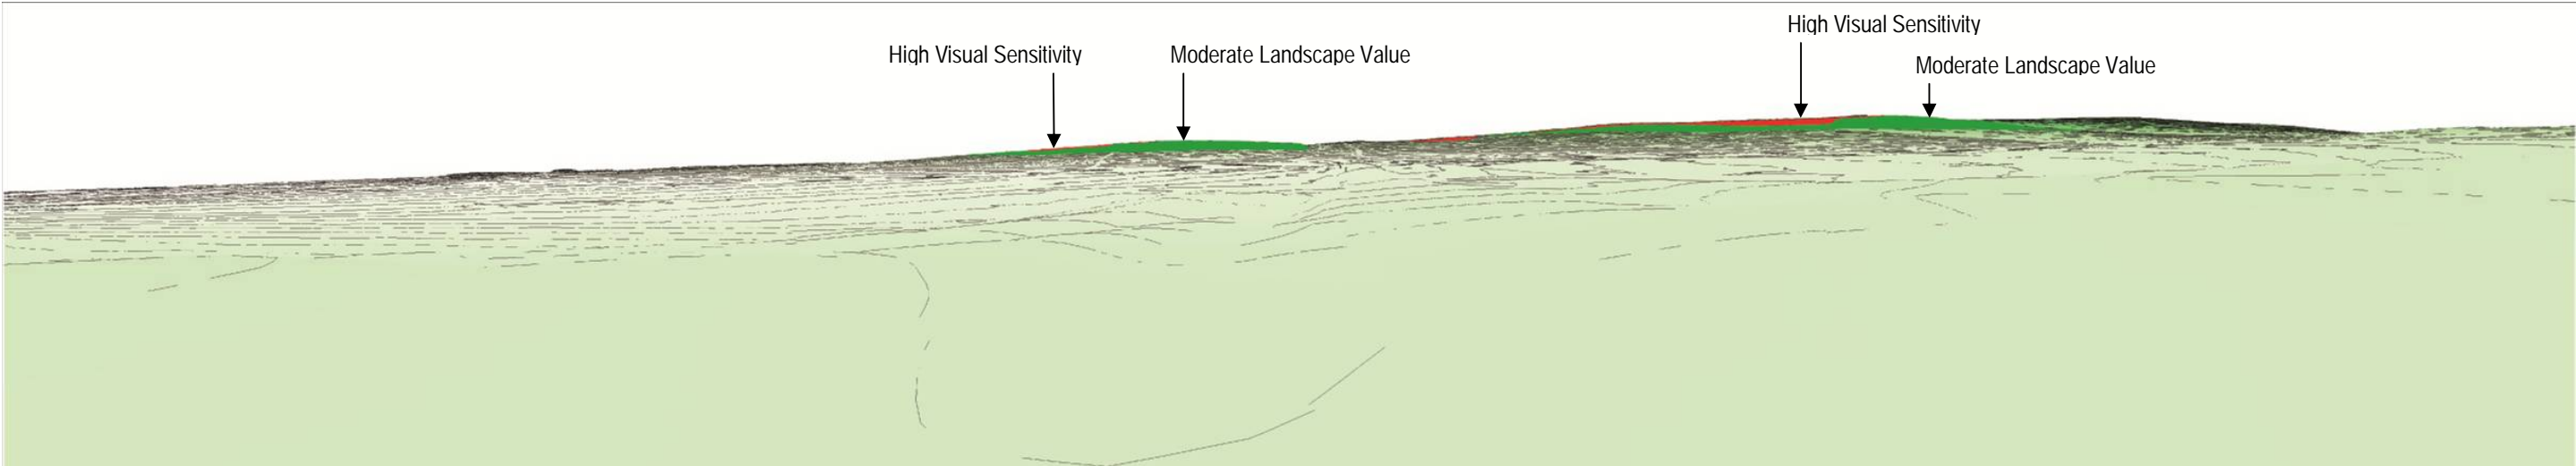 High Visual Sensitivity
High Visual Sensitivity
Moderate Landscape Value
Moderate Landscape Value